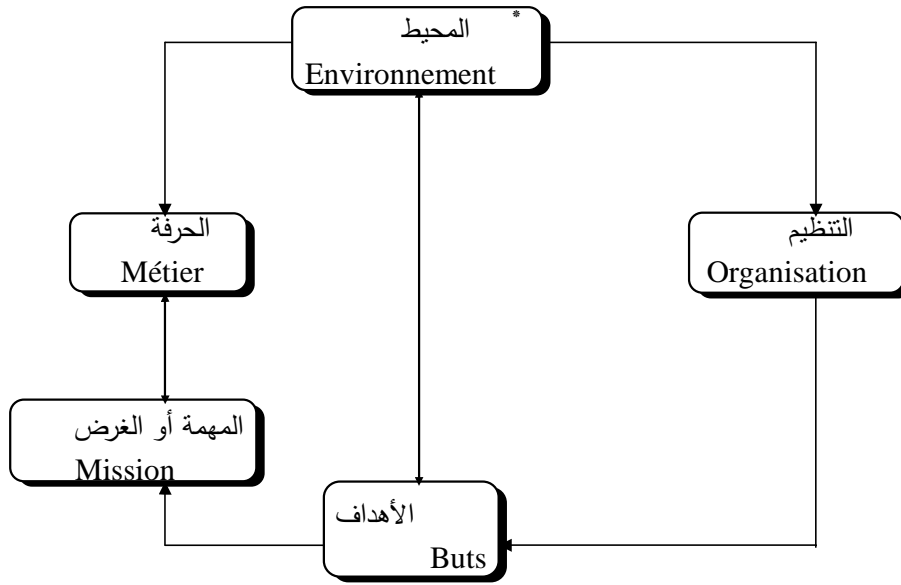 المحيط *
Environnement
الحرفة
Métier
التنظيم
Organisation
المهمة أو الغرض
Mission
الأهداف
Buts